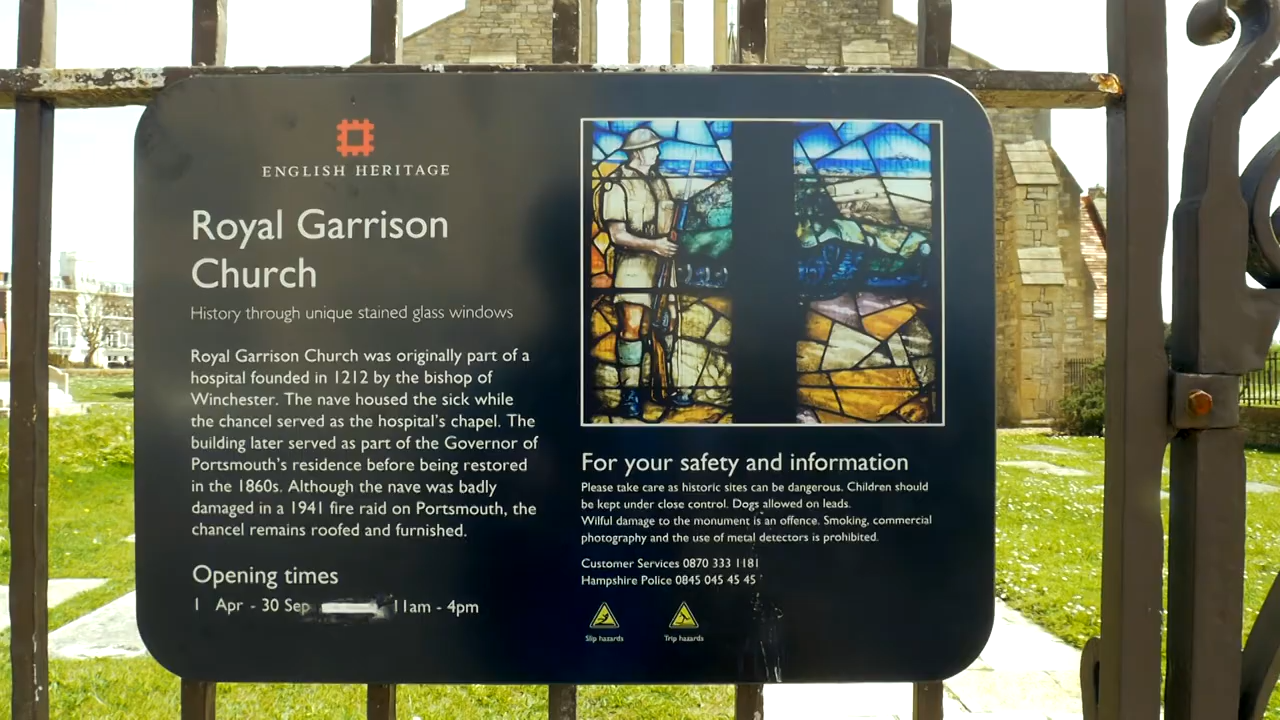 ENGLISH HERITAGE
Royal Garrison
Church
History through unique stained glass windows
Royal Garrison Church was originally part of a
hospital founded in 1212 by the bishop of
Winchester. The nave housed the sick while
the chancel served as the hospital's chapel. The
building later served as part of the Governor of
Portsmouth's residence before being restored
in the 1860s. Although the nave was badly
damaged in a 1941 fire raid on Portsmouth, the
chancel remains roofed and furnished.
Opening times
1 Apr - 30 Sep 11am - 4pm
For your safety and information
Please take care as historic sites can be dangerous. Children should
be kept under close control. Dogs allowed on leads.
Wilful damage to the monument is an offence. Smoking, commercial
photography and the use of metal detectors is prohibited.
Customer Services 0870 333 1181
Hampshire Police 0845 045 45 45
Slip hazards
Trip hazards